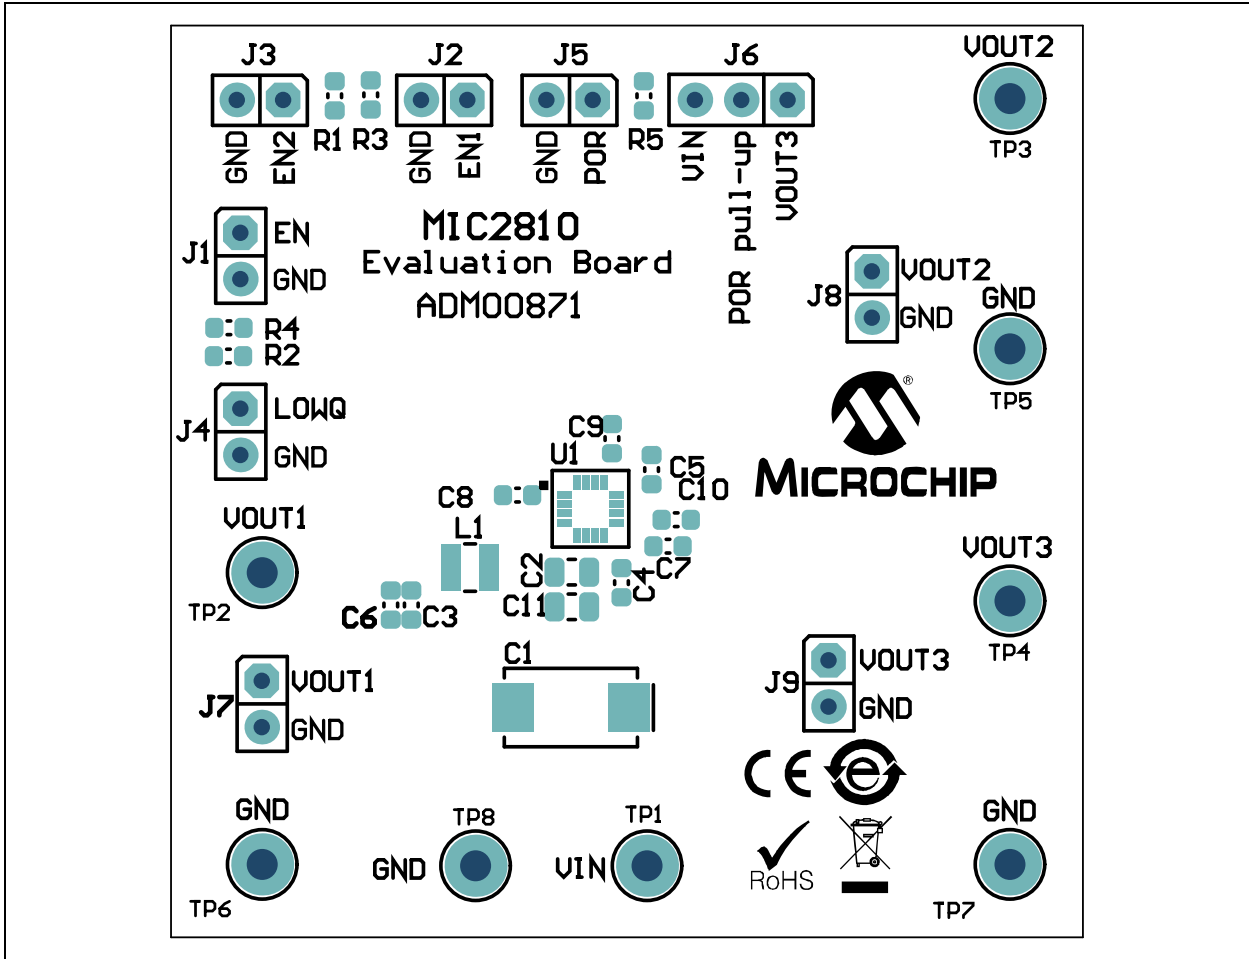 J3
J2
J5
J6
VOUT2
GND
EN2
R1
R3
GND
EN1
GND
POR
R5
VIN
POR pull-up
VOUT3
TP3
MIC2810
Evaluation Board
ADM00871
J1
EN
GND
R4
R2
J8
VOUT2
GND
GND
TP5
J4
LOWQ
GND
®
MICROCHIP
C9
U1
C5
C10
C8
L1
VOUT1
TP2
C2
C7
C4
C11
C6
C3
VOUT3
TP4
C1
J7
VOUT1
GND
J9
VOUT3
GND
CE
e
GND
TP6
TP8
GND
TP1
VIN
RoHS
GND
TP7